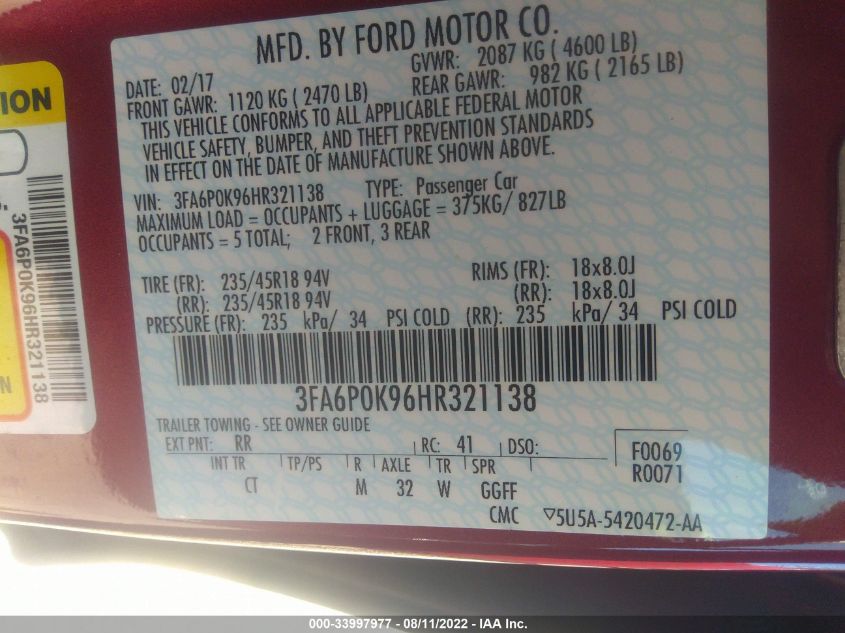 MFD. BY FORD MOTOR CO.
DATE: 02/17
GVWR: 2087 KG ( 4600 LB)
FRONT GAWR: 1120 KG ( 2470 LB)
REAR GAWR: 982 KG ( 2165 LB)
THIS VEHICLE CONFORMS TO ALL APPLICABLE FEDERAL MOTOR
VEHICLE SAFETY, BUMPER, AND THEFT PREVENTION STANDARDS
IN EFFECT ON THE DATE OF MANUFACTURE SHOWN ABOVE.
VIN: 3FA6P0K96HR321138 TYPE: Passenger Car
MAXIMUM LOAD = OCCUPANTS + LUGGAGE = 375KG/ 827LB
OCCUPANTS = 5 TOTAL; 2 FRONT, 3 REAR
TIRE (FR): 235/45R18 94V RIMS (FR): 18x8.0J
(RR): 235/45R18 94V (RR): 18x8.0J
PRESSURE (FR): 235 kPa/ 34 PSI COLD (RR): 235 kPa/ 34 PSI COLD
3FA6P0K96HR321138
TRAILER TOWING - SEE OWNER GUIDE
EXT PNT: RR RC: 41 DSO:
F0069
R0071
INT TR TP/PS R AXLE TR SPR
CT M 32 W GGFF
CMC ▽5U5A-5420472-AA
ION
3FA6P0K96HR321138
N
000-33997977 - 08/11/2022 - IAA Inc.